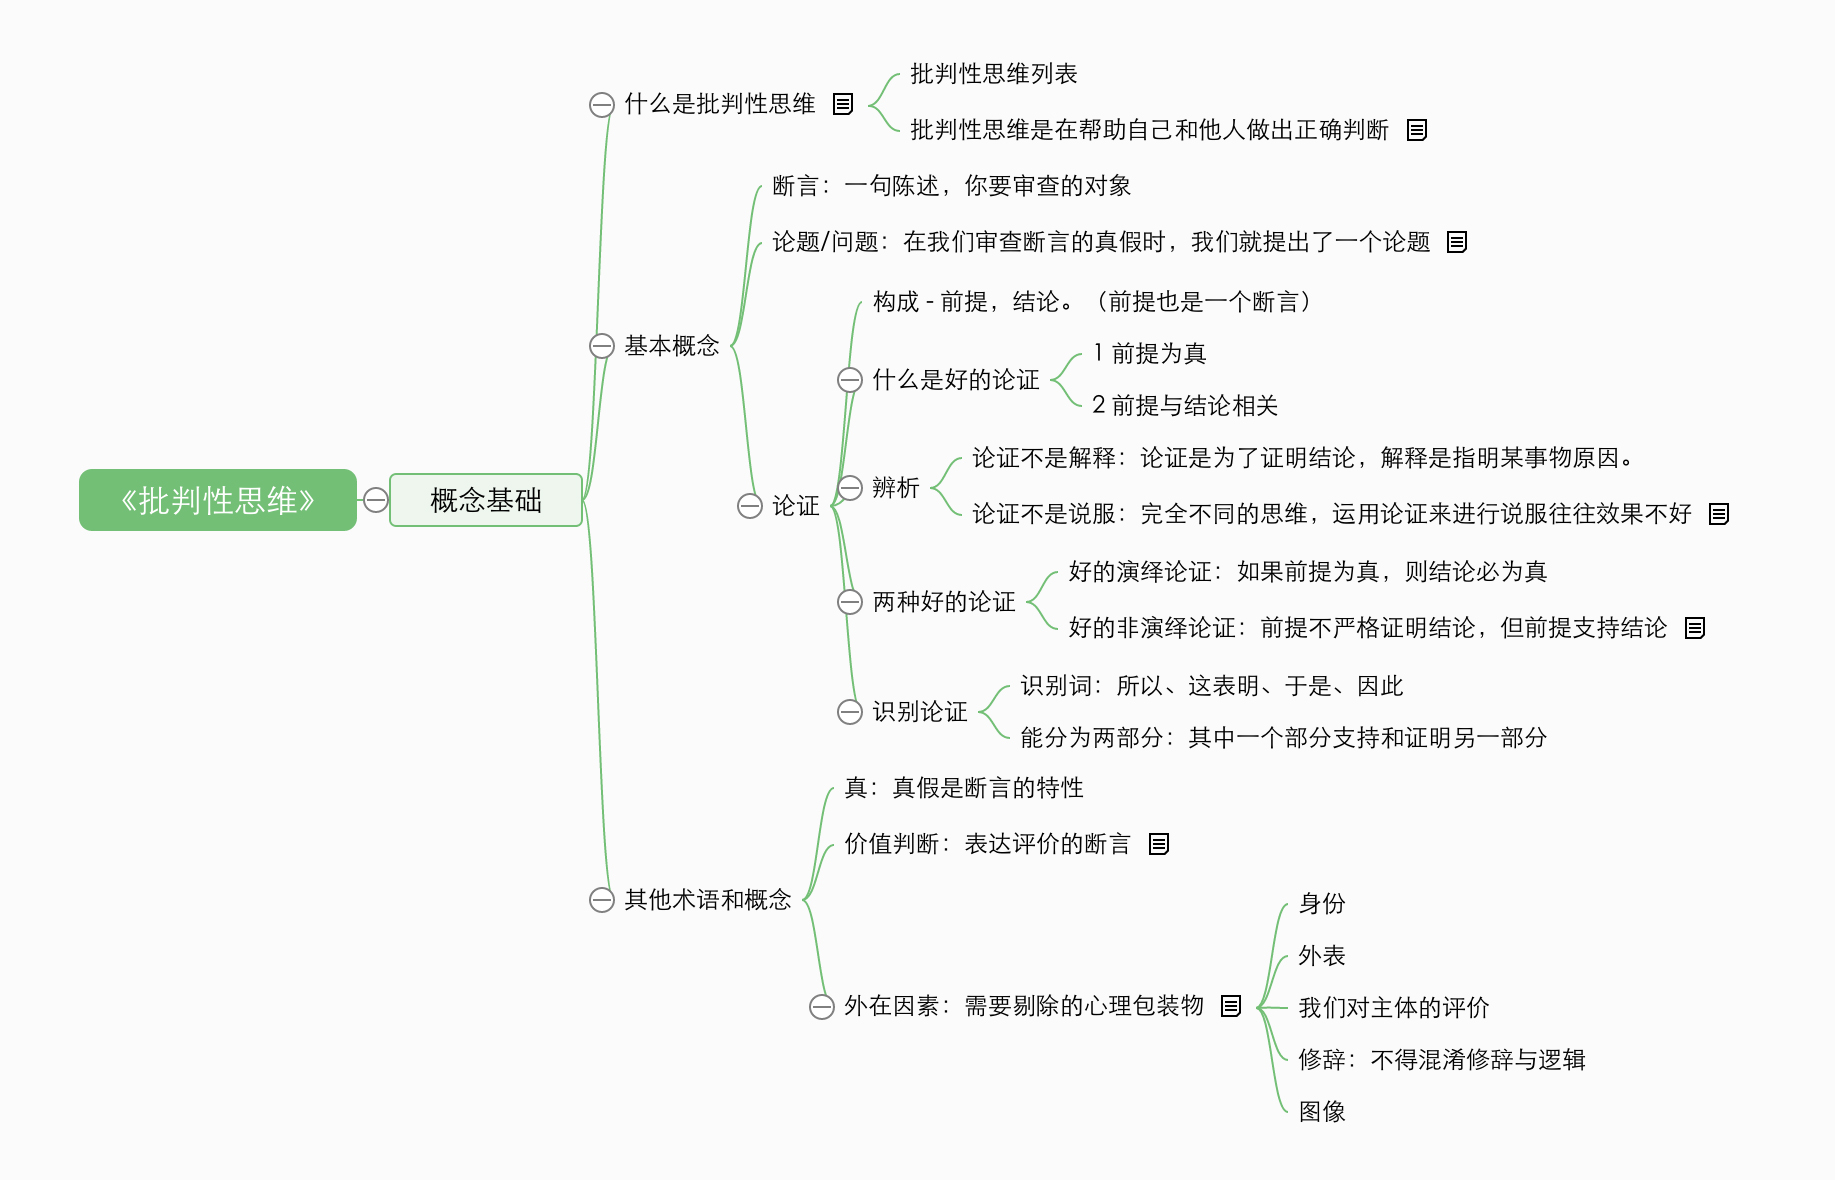 《批判性思维》
概念基础
什么是批判性思维
批判性思维列表
批判性思维是在帮助自己和他人做出正确判断
基本概念
断言：一句陈述，你要审查的对象
论题/问题：在我们审查断言的真假时，我们就提出了一个论题
论证
构成 - 前提，结论。（前提也是一个断言）
什么是好的论证
1 前提为真
2 前提与结论相关
辨析
论证不是解释：论证是为了证明结论，解释是指明某事物原因。
论证不是说服：完全不同的思维，运用论证来进行说服往往效果不好
两种好的论证
好的演绎论证：如果前提为真，则结论必为真
好的非演绎论证：前提不严格证明结论，但前提支持结论
识别论证
识别词：所以、这表明、于是、因此
能分为两部分：其中一个部分支持和证明另一部分
其他术语和概念
真：真假是断言的特性
价值判断：表达评价的断言
外在因素：需要剔除的心理包装物
身份
外表
我们对主体的评价
修辞：不得混淆修辞与逻辑
图像